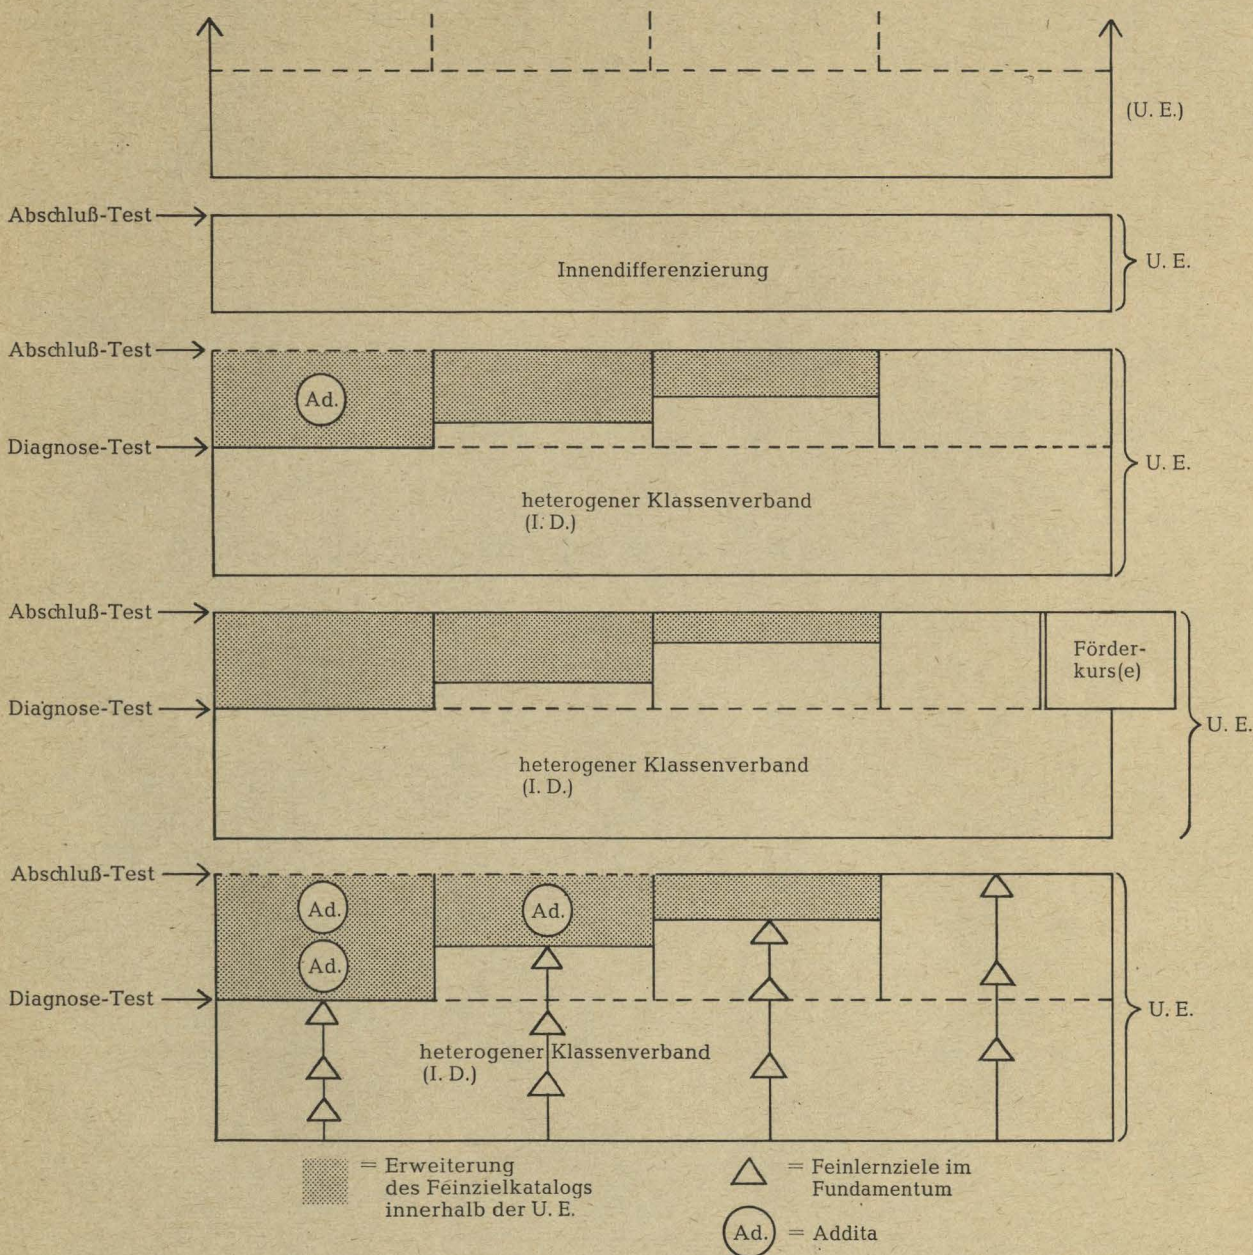 (U. E.)
Abschluß-Test
Innendifferenzierung
U. E.
Abschluß-Test
Ad.
Diagnose-Test
U. E.
heterogener Klassenverband
(I. D.)
Abschluß-Test
Förder-
kurs(e)
Diagnose-Test
U. E.
heterogener Klassenverband
(I. D.)
Abschluß-Test
Ad.
Ad.
Ad.
Diagnose-Test
U. E.
heterogener Klassenverband
(I. D.)
= Erweiterung
des Feinzielkatalogs
innerhalb der U. E.
= Feinlernziele im
Fundamentum
Ad. = Addita